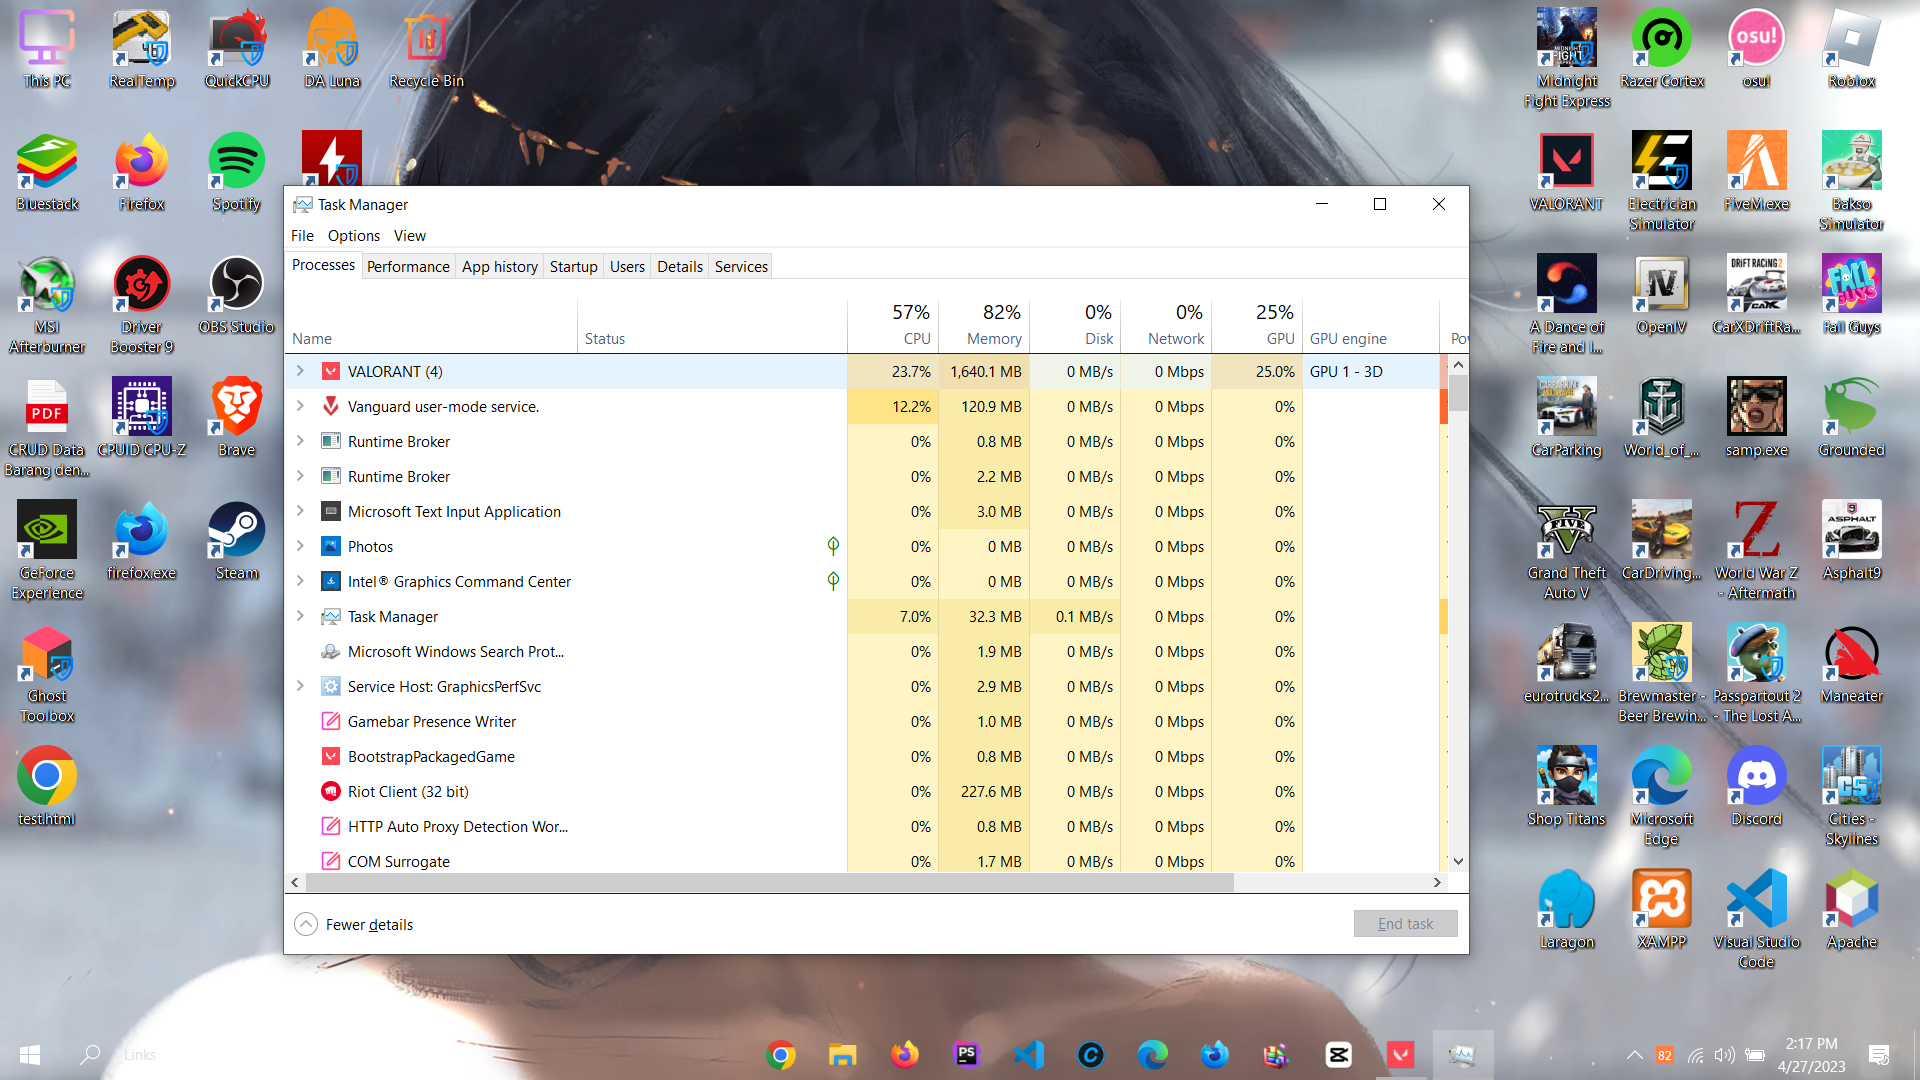 This PC
RealTemp
QuickCPU
DA Luna
Recycle Bin
MIDNIGHT
FIGHT
Midnight
Fight Express
Razer Cortex
osu!
osu!
Roblox
Bluestack
Firefox
Spotify
VALORANT
Electrician
Simulator
FiveM.exe
Bakso
Simulator
MSI
Afterburner
Driver
Booster 9
OBS Studio
A Dance of
Fire and I...
IV
OpenIV
DRIFT RACING 2
CarX
CarXDriftRa...
FALL
GUYS
Fall Guys
PDF
CRUD Data
Barang den...
CPUID CPU-Z
Brave
CarParking
World_of_...
samp.exe
Grounded
GeForce
Experience
firefox.exe
Steam
FIVE
Grand Theft
Auto V
CarDriving...
World War Z
- Aftermath
ASPHALT
Asphalt9
Ghost
Toolbox
eurotrucks2...
Brewmaster -
Beer Brewin...
Passpartout 2
- The Lost A...
Maneater
test.html
Shop Titans
Microsoft
Edge
Discord
CS
Cities -
Skylines
Laragon
XAMPP
Visual Studio
Code
Apache
Task Manager
File Options View
Processes Performance App history Startup Users Details Services
57% 82% 0% 0% 25%
Name Status CPU Memory Disk Network GPU GPU engine Pov
VALORANT (4) 23.7% 1,640.1 MB 0 MB/s 0 Mbps 25.0% GPU 1 - 3D
Vanguard user-mode service. 12.2% 120.9 MB 0 MB/s 0 Mbps 0%
Runtime Broker 0% 0.8 MB 0 MB/s 0 Mbps 0%
Runtime Broker 0% 2.2 MB 0 MB/s 0 Mbps 0%
Microsoft Text Input Application 0% 3.0 MB 0 MB/s 0 Mbps 0%
Photos 0% 0 MB 0 MB/s 0 Mbps 0%
Intel® Graphics Command Center 0% 0 MB 0 MB/s 0 Mbps 0%
Task Manager 7.0% 32.3 MB 0.1 MB/s 0 Mbps 0%
Microsoft Windows Search Prot... 0% 1.9 MB 0 MB/s 0 Mbps 0%
Service Host: GraphicsPerfSvc 0% 2.9 MB 0 MB/s 0 Mbps 0%
Gamebar Presence Writer 0% 1.0 MB 0 MB/s 0 Mbps 0%
BootstrapPackagedGame 0% 0.8 MB 0 MB/s 0 Mbps 0%
Riot Client (32 bit) 0% 227.6 MB 0 MB/s 0 Mbps 0%
HTTP Auto Proxy Detection Wor... 0% 0.8 MB 0 MB/s 0 Mbps 0%
COM Surrogate 0% 1.7 MB 0 MB/s 0 Mbps 0%
Fewer details
End task
Links
PS
82
2:17 PM
4/27/2023